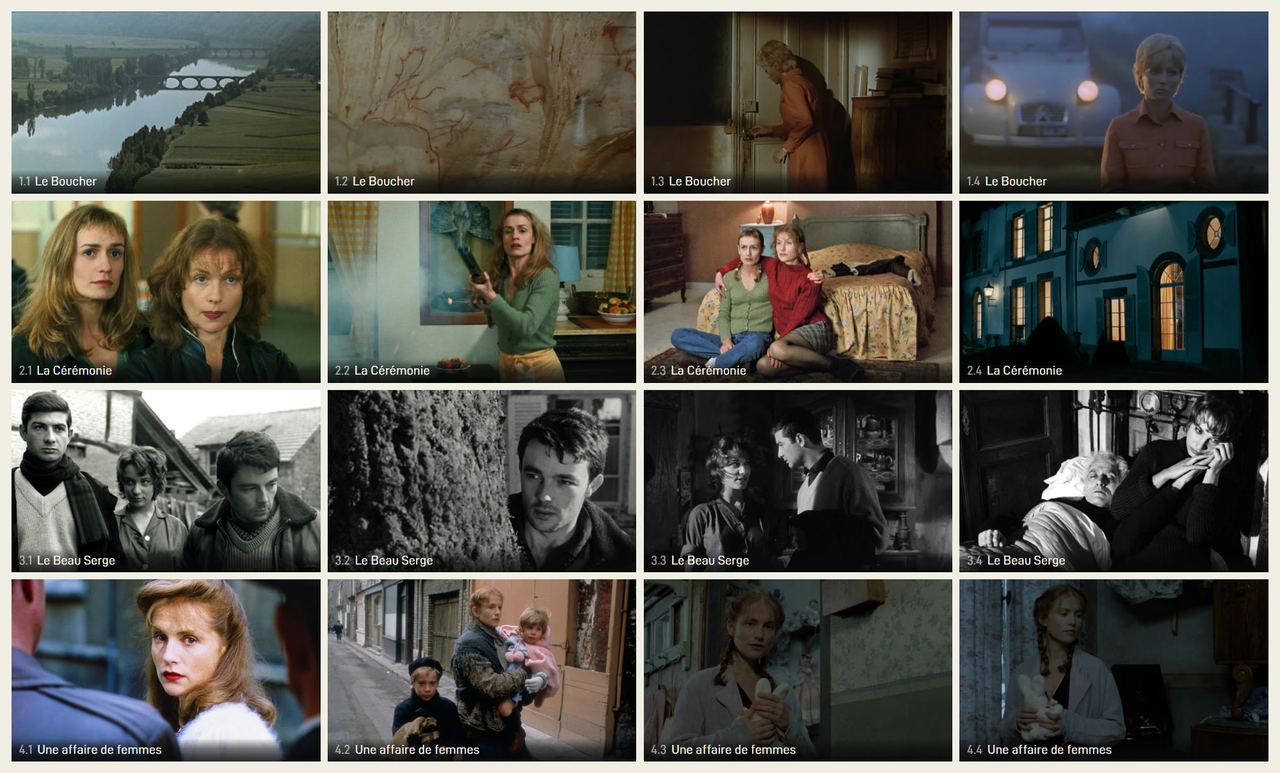 1.1 Le Boucher
1.2 Le Boucher
1.3 Le Boucher
1.4 Le Boucher
2.1 La Cérémonie
2.2 La Cérémonie
2.3 La Cérémonie
2.4 La Cérémonie
3.1 Le Beau Serge
3.2 Le Beau Serge
3.3 Le Beau Serge
3.4 Le Beau Serge
4.1 Une affaire de femmes
4.2 Une affaire de femmes
4.3 Une affaire de femmes
4.4 Une affaire de femmes